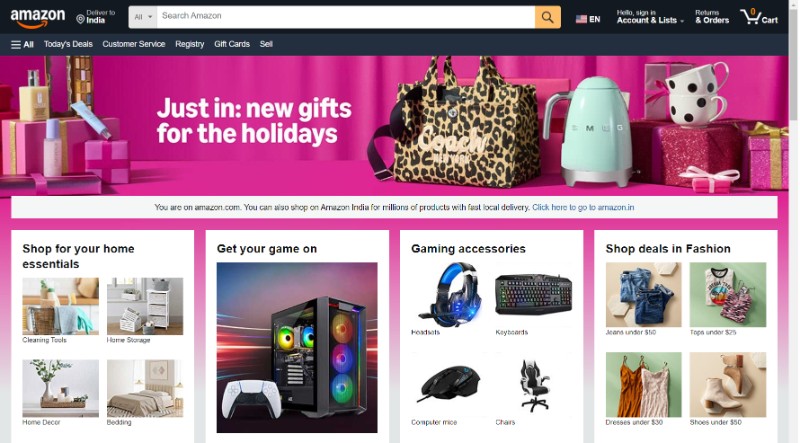 amazon
Deliver to
India
All
Search Amazon
EN
Hello, sign in
Account & Lists
Returns
& Orders
0
Cart
All
Today's Deals
Customer Service
Registry
Gift Cards
Sell
Just in: new gifts
for the holidays
Coach
NEW YORK
SMEG
You are on amazon.com. You can also shop on Amazon India for millions of products with fast local delivery. Click here to go to amazon.in
Shop for your home
essentials
Cleaning Tools
Home Storage
Home Decor
Bedding
Get your game on
Gaming accessories
Headsets
Keyboards
Computer mice
Chairs
Shop deals in Fashion
Jeans under $50
Tops under $25
Dresses under $30
Shoes under $50